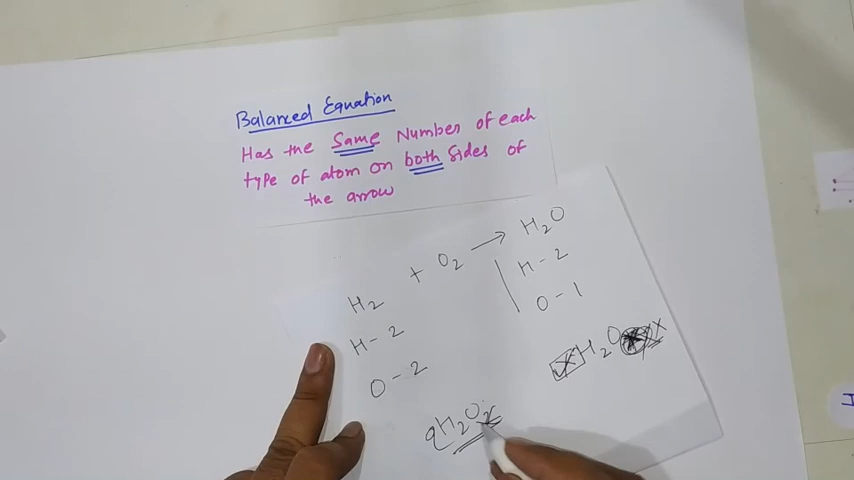 Balanced Equation
Has the Same Number of each
type of atom on both Sides of
the arrow
H₂ + O₂ → H₂O
H - 2 | H - 2
O - 2 | O - 1
H₂O x
H₂O